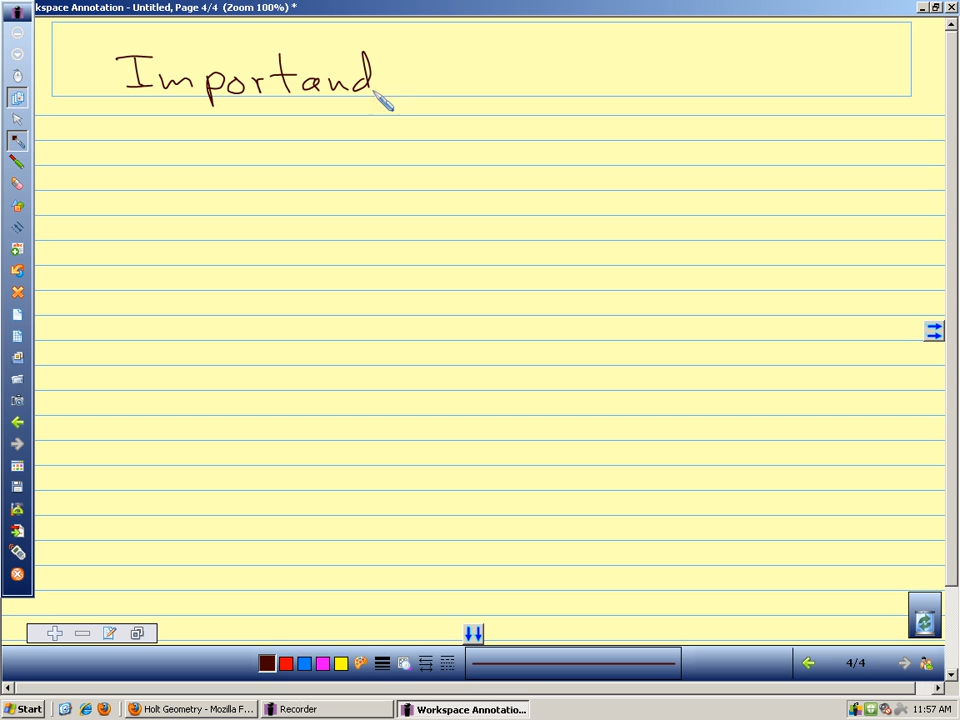 kspace Annotation - Untitled, Page 4/4 (Zoom 100%) *
Importand
4/4
Start
Holt Geometry - Mozilla F...
Recorder
Workspace Annotatio...
11:57 AM